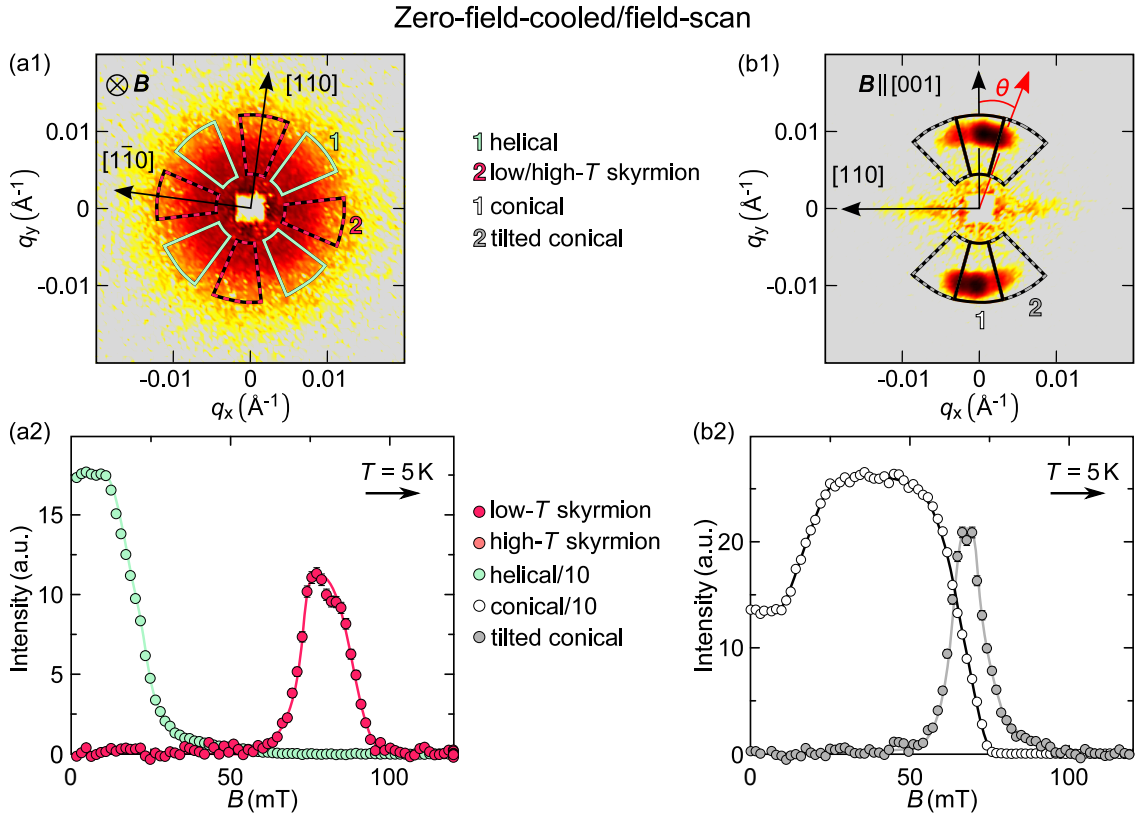 Zero-field-cooled/field-scan
(a1)
⊗ B
[110]
[11̄0]
1
2
0.01
0
-0.01
qy (Å⁻¹)
-0.01 0 0.01
qx (Å⁻¹)
1 helical
2 low/high-T skyrmion
1 conical
2 tilted conical
(b1)
B || [001]
θ
[110]
1
2
0.01
0
-0.01
qy (Å⁻¹)
-0.01 0 0.01
qx (Å⁻¹)
(a2)
T = 5 K
20
15
10
5
0
Intensity (a.u.)
0 50 100
B (mT)
low-T skyrmion
high-T skyrmion
helical/10
conical/10
tilted conical
(b2)
T = 5 K
30
20
10
0
Intensity (a.u.)
0 50 100
B (mT)